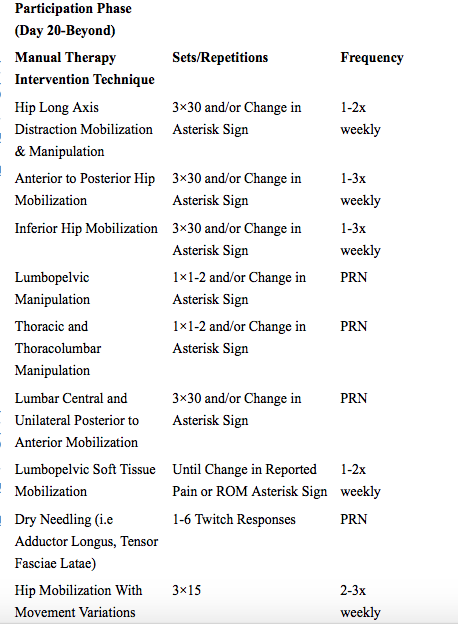 Participation Phase
(Day 20-Beyond)
Manual Therapy Sets/Repetitions Frequency
Intervention Technique
Hip Long Axis 3×30 and/or Change in 1-2x
Distraction Mobilization Asterisk Sign weekly
& Manipulation
Anterior to Posterior Hip 3×30 and/or Change in 1-3x
Mobilization Asterisk Sign weekly
Inferior Hip Mobilization 3×30 and/or Change in 1-3x
Asterisk Sign weekly
Lumbopelvic 1×1-2 and/or Change in PRN
Manipulation Asterisk Sign
Thoracic and 1×1-2 and/or Change in PRN
Thoracolumbar Asterisk Sign
Manipulation
Lumbar Central and 3×30 and/or Change in PRN
Unilateral Posterior to Asterisk Sign
Anterior Mobilization
Lumbopelvic Soft Tissue Until Change in Reported 1-2x
Mobilization Pain or ROM Asterisk Sign weekly
Dry Needling (i.e 1-6 Twitch Responses PRN
Adductor Longus, Tensor
Fasciae Latae)
Hip Mobilization With 3×15 2-3x
Movement Variations weekly